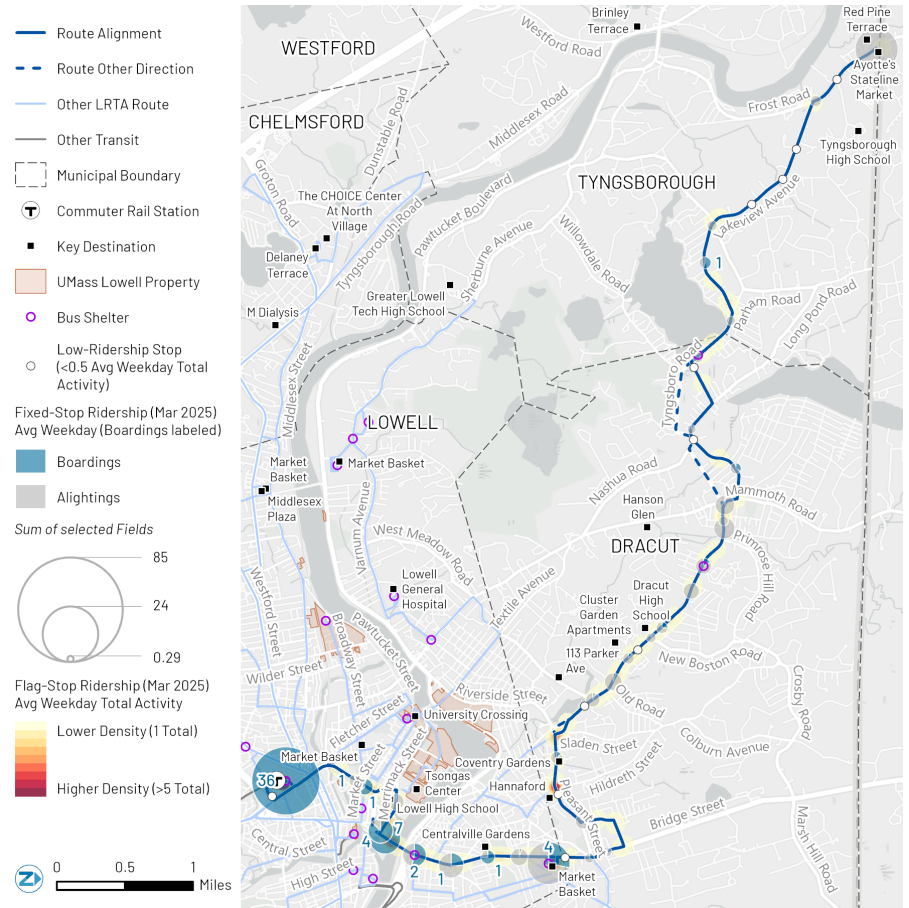 Route Alignment
Route Other Direction
Other LRTA Route
Other Transit
Municipal Boundary
T
Commuter Rail Station
Key Destination
UMass Lowell Property
Bus Shelter
Low-Ridership Stop
(<0.5 Avg Weekday Total
Activity)
Fixed-Stop Ridership (Mar 2025)
Avg Weekday (Boardings labeled)
Boardings
Alightings
Sum of selected Fields
85
24
0.29
Flag-Stop Ridership (Mar 2025)
Avg Weekday Total Activity
Lower Density (1 Total)
Higher Density (>5 Total)
Z
0
0.5
1
Miles
WESTFORD
CHELMSFORD
TYNGSBOROUGH
LOWELL
DRACUT
Brinley
Terrace
Westford Road
Red Pine
Terrace
Ayotte's
Stateline
Market
Frost Road
Tyngsborough
High School
Middlesex Road
Dunstable Road
Groton Road
The CHOICE Center
At North
Village
Delaney
Terrace
Tyngsborough Road
Pawtucket Boulevard
Sherburne Avenue
Willowdale Road
Lakeview Avenue
1
Greater Lowell
Tech High School
M Dialysis
Parham Road
Long Pond Road
Tyngsboro Road
Middlesex Street
Market
Basket
Market Basket
Middlesex
Plaza
Nashua Road
Mammoth Road
Hanson
Glen
Varnum Avenue
West Meadow Road
Primrose Hill Road
Lowell
General
Hospital
Textile Avenue
Dracut
High
School
Cluster
Garden
Apartments
113 Parker
Ave
New Boston Road
Crosby Road
Westford Street
Broadway Street
Pawtucket Street
Wilder Street
Old Road
Riverside Street
Fletcher Street
University Crossing
Sladen Street
Colburn Avenue
Market Basket
Coventry Gardens
Hildreth Street
36
T
1
Market Street
Merrimack Street
Tsongas
Center
Hannaford
1
Lowell High School
Pleasant Street
Bridge Street
Marsh Hill Road
Central Street
4
7
Centralville Gardens
4
High Street
2
1
1
Market
Basket